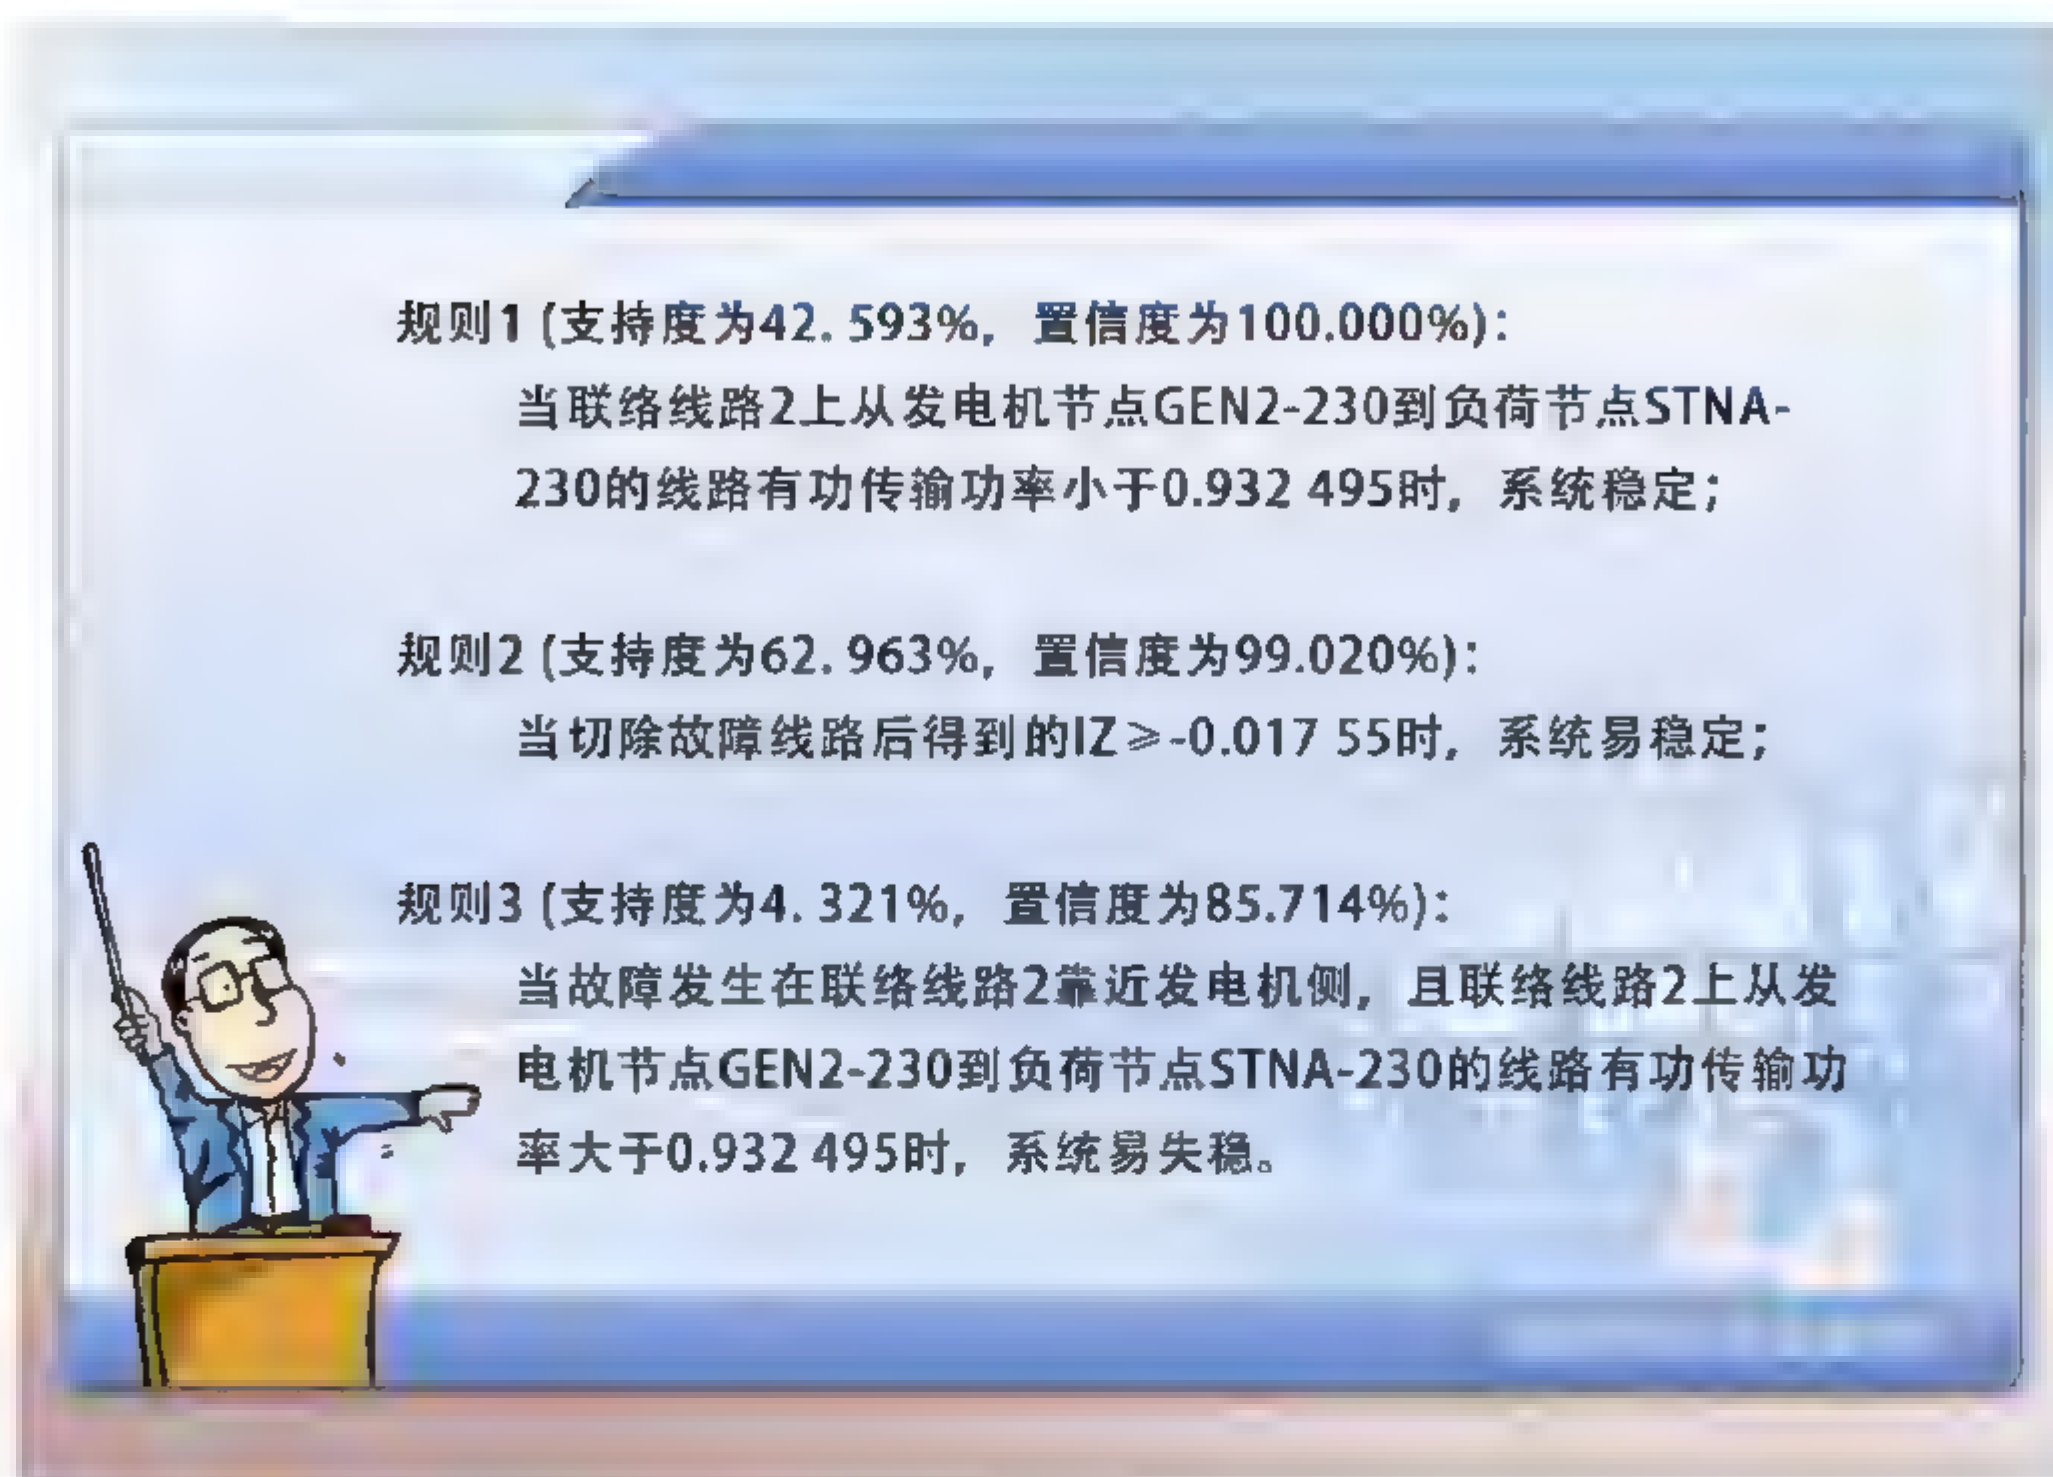 规则1 (支持度为42. 593%, 置信度为100.000%):
当联络线路2上从发电机节点GEN2-230到负荷节点STNA-
230的线路有功传输功率小于0.932 495时, 系统稳定;
规则2 (支持度为62. 963%, 置信度为99.020%):
当切除故障线路后得到的IZ≥-0.017 55时, 系统易稳定;
规则3 (支持度为4. 321%, 置信度为85.714%):
当故障发生在联络线路2靠近发电机侧, 且联络线路2上从发
电机节点GEN2-230到负荷节点STNA-230的线路有功传输功
率大于0.932 495时, 系统易失稳。